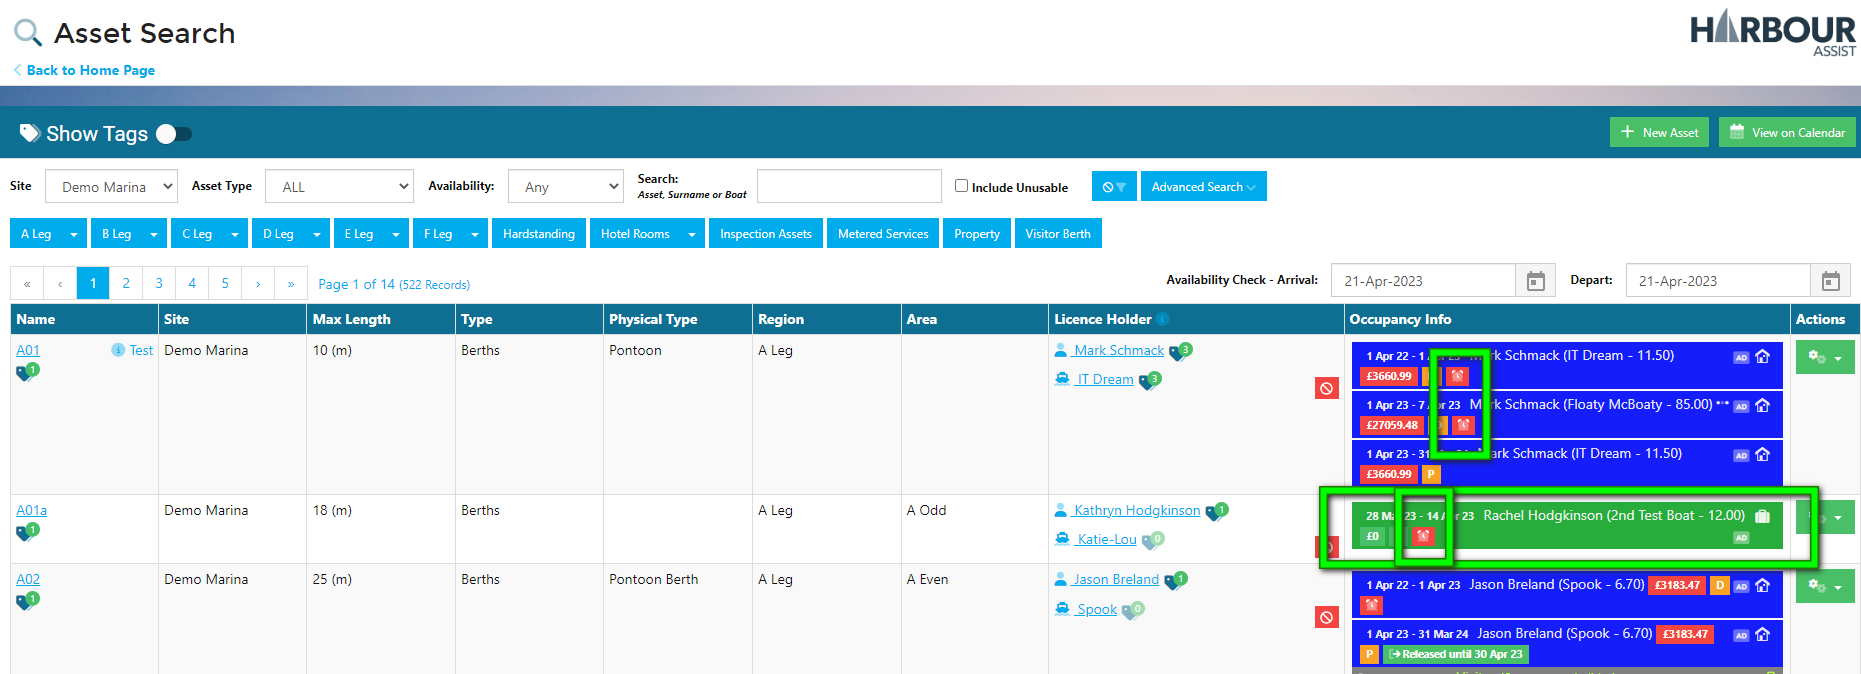 Asset Search
HARBOUR
ASSIST
Back to Home Page
Show Tags
New Asset
View on Calendar
Site
Demo Marina
Asset Type
ALL
Availability:
Any
Search:
Asset, Surname or Boat
Include Unusable
Advanced Search
A Leg
B Leg
C Leg
D Leg
E Leg
F Leg
Hardstanding
Hotel Rooms
Inspection Assets
Metered Services
Property
Visitor Berth
« ‹ 1 2 3 4 5 › »
Page 1 of 14 (522 Records)
Availability Check - Arrival:
21-Apr-2023
Depart:
21-Apr-2023
Name Site Max Length Type Physical Type Region Area Licence Holder Occupancy Info Actions
A01
1
Test
Demo Marina
10 (m)
Berths
Pontoon
A Leg
Mark Schmack 3
IT Dream 3
1 Apr 22 - 1 Mark Schmack (IT Dream - 11.50) AD
£3660.99
1 Apr 23 - 7 Apr 23 Mark Schmack (Floaty McBoaty - 85.00) ··· AD
£27059.48
1 Apr 23 - 31 Mark Schmack (IT Dream - 11.50) AD
£3660.99 P
A01a
1
Demo Marina
18 (m)
Berths
A Leg
A Odd
Kathryn Hodgkinson 1
Katie-Lou 0
28 Mar 23 - 14 Apr 23 Rachel Hodgkinson (2nd Test Boat - 12.00)
£0 AD
A02
1
Demo Marina
25 (m)
Berths
Pontoon Berth
A Leg
A Even
Jason Breland 1
Spook 0
1 Apr 22 - 1 Apr 23 Jason Breland (Spook - 6.70) £3183.47 D AD
1 Apr 23 - 31 Mar 24 Jason Breland (Spook - 6.70) £3183.47 AD
P Released until 30 Apr 23